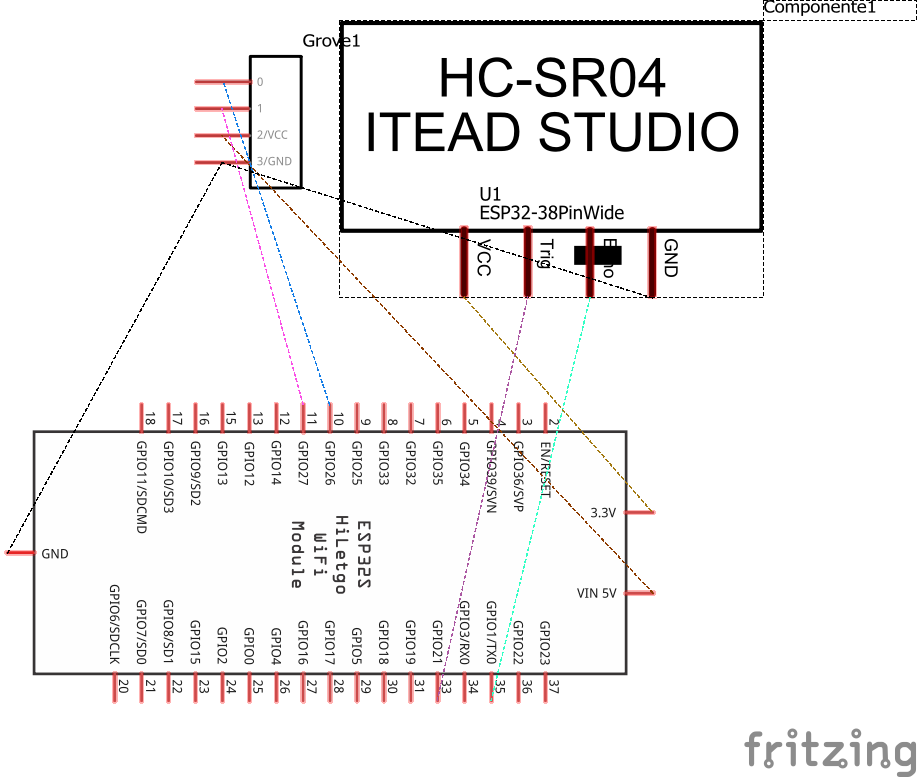 Componente1
Grove1
HC-SR04
ITEAD STUDIO
0
1
2/VCC
3/GND
U1
ESP32-38PinWide
VCC
Trig
GND
18
17
16
15
13
12
11
10
9
8
7
6
5
4
3
2
GPIO11/SDCMD
GPIO10/SD3
GPIO9/SD2
GPIO13
GPIO12
GPIO14
GPIO27
GPIO26
GPIO25
GPIO33
GPIO32
GPIO35
GPIO34
GPIO39/SVN
GPIO36/SVP
EN/RESET
3.3V
VIN 5V
GND
ESP32S
HiLetgo
WiFi
Module
GPIO6/SDCLK
GPIO7/SD0
GPIO8/SD1
GPIO15
GPIO2
GPIO0
GPIO4
GPIO16
GPIO17
GPIO5
GPIO18
GPIO19
GPIO21
GPIO3/RX0
GPIO1/TX0
GPIO22
GPIO23
20
21
22
23
24
25
26
27
28
29
30
31
33
34
35
36
37
fritzing